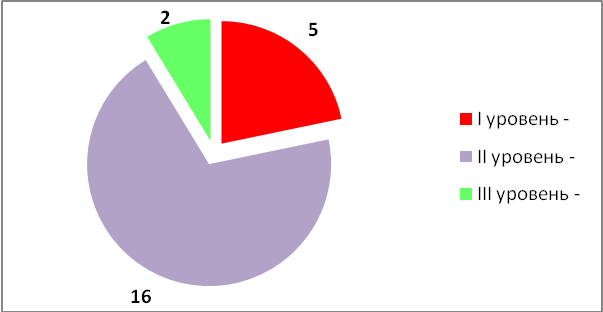 2
5
16
I уровень -
II уровень -
III уровень -